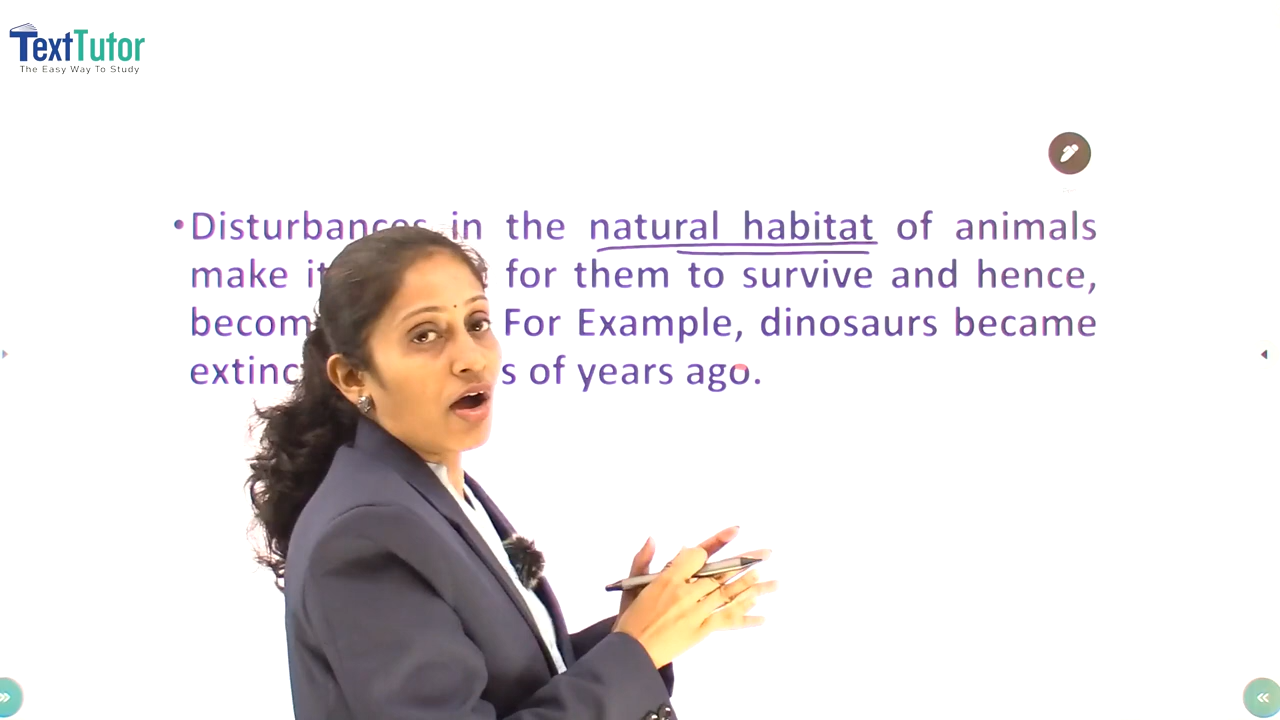 TextTutor
The Easy Way To Study
•Disturbances in the natural habitat of animals
make it for them to survive and hence,
becom For Example, dinosaurs became
extinc s of years ago.